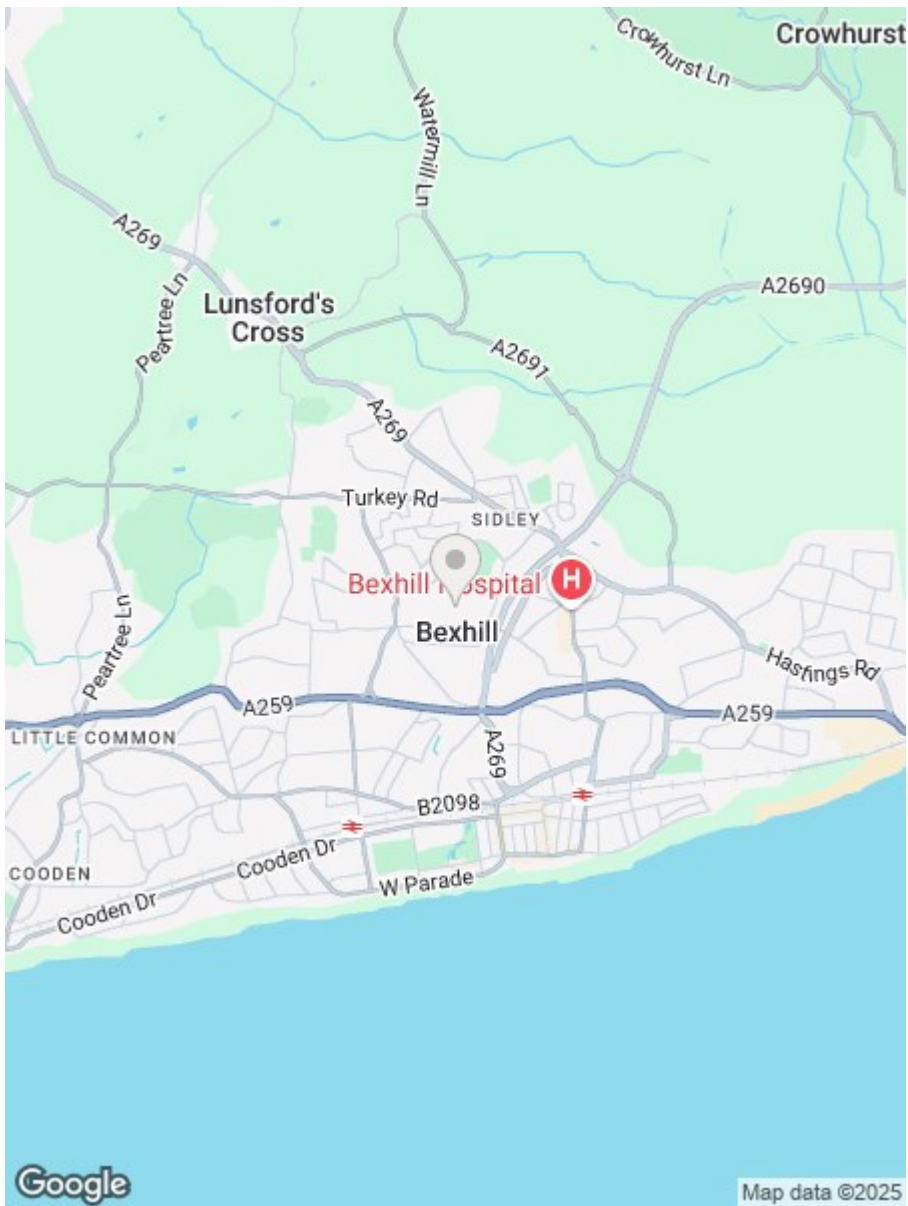 Crowhurst
Crowhurst Ln
Watermill Ln
A269
A2690
Peartree Ln
Lunsford's
Cross
A2691
A269
Turkey Rd
SIDLEY
Bexhill Hospital
H
Bexhill
Peartree Ln
Hastings Rd
A259
A259
LITTLE COMMON
A269
B2098
Cooden Dr
COODEN
W Parade
Cooden Dr
Google
Map data ©2025